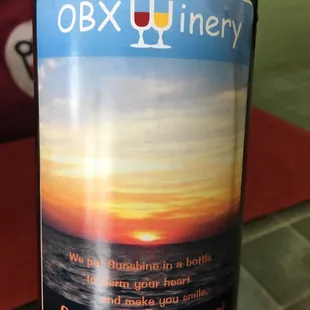 OBX Winery
We put Sunshine in a bottle
to warm your heart
and make you smile...